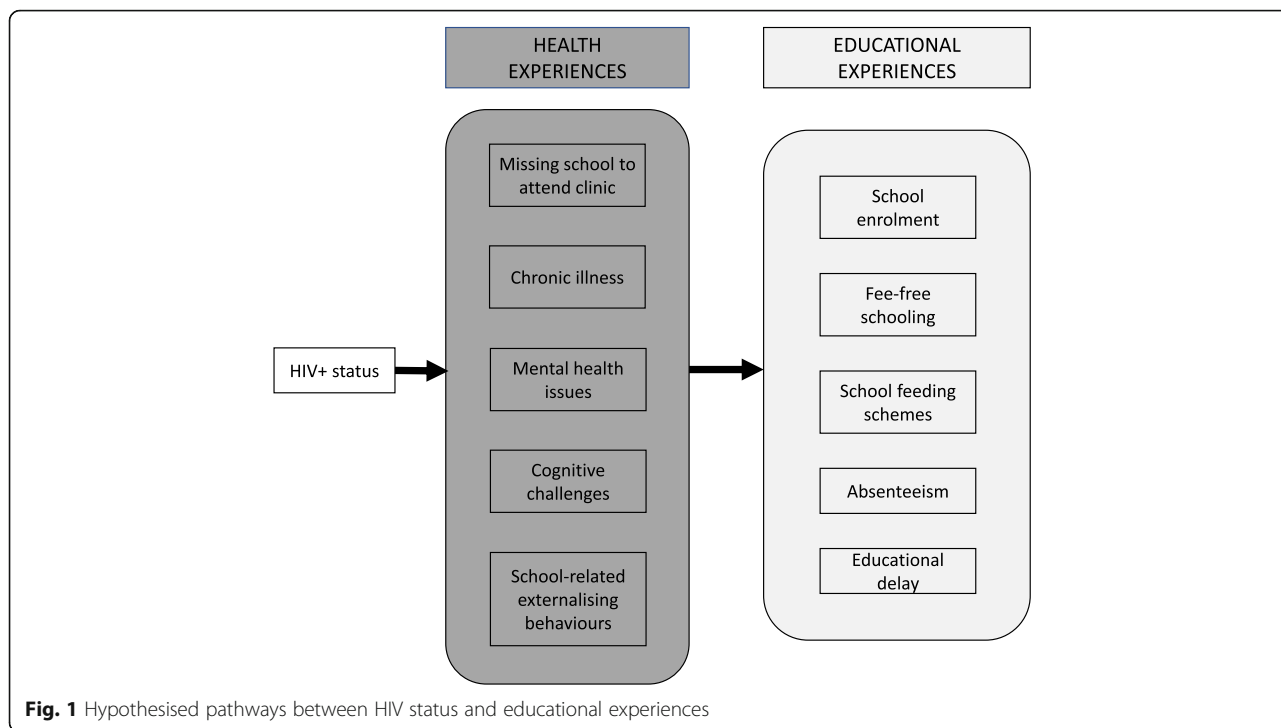 HEALTH
EXPERIENCES
EDUCATIONAL
EXPERIENCES
HIV+ status
Missing school to
attend clinic
Chronic illness
Mental health
issues
Cognitive
challenges
School-related
externalising
behaviours
School
enrolment
Fee-free
schooling
School feeding
schemes
Absenteeism
Educational
delay
Fig. 1 Hypothesised pathways between HIV status and educational experiences